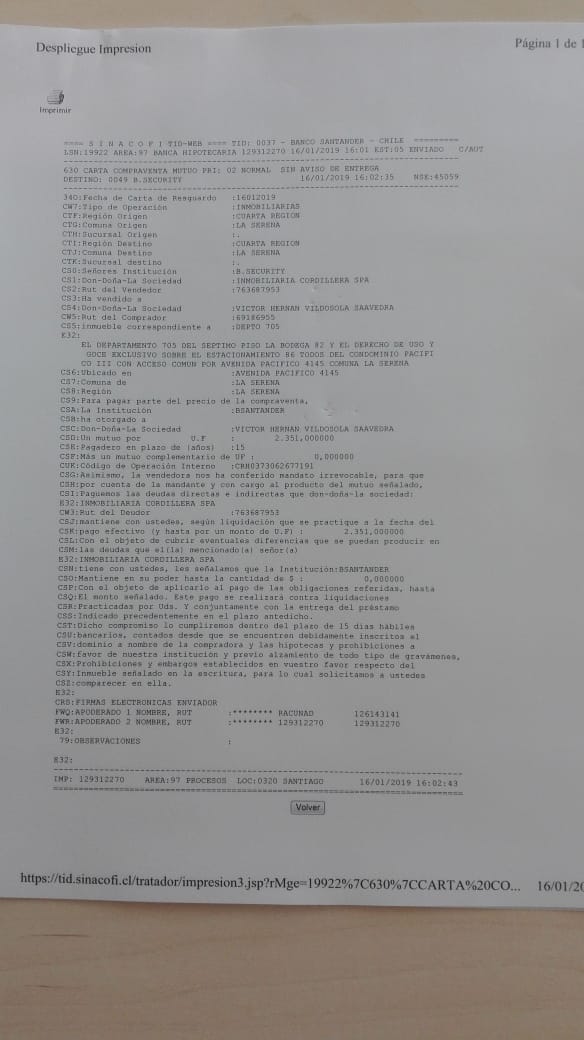 Despliegue Impresion
Página 1 de 1
Imprimir
==== S I N A C O F I TID-WEB ==== TID: 0037 - BANCO SANTANDER - CHILE =========
LSN:19922 AREA:97 BANCA HIPOTECARIA 129312270 16/01/2019 16:01 EST:05 ENVIADO C/AUT
630 CARTA COMPRAVENTA MUTUO PRI: 02 NORMAL SIN AVISO DE ENTREGA
DESTINO: 0049 B.SECURITY 16/01/2019 16:02:35 NSE:45059
340:Fecha de Carta de Resguardo :16012019
CW7:Tipo de Operación :INMOBILIARIAS
CTF:Región Origen :CUARTA REGION
CTG:Comuna Origen :LA SERENA
CTH:Sucursal Origen :.
CTI:Región Destino :CUARTA REGION
CTJ:Comuna Destino :LA SERENA
CTK:Sucursal destino :.
CS0:Señores Institución :B.SECURITY
CS1:Don-Doña-La Sociedad :INMOBILIARIA CORDILLERA SPA
CS2:Rut del Vendedor :763687953
CS3:Ha vendido a
CS4:Don-Doña-La Sociedad :VICTOR HERNAN VILDOSOLA SAAVEDRA
CW5:Rut del Comprador :69186955
CS5:inmueble correspondiente a :DEPTO 705
E32:
EL DEPARTAMENTO 705 DEL SEPTIMO PISO LA BODEGA 82 Y EL DERECHO DE USO Y
GOCE EXCLUSIVO SOBRE EL ESTACIONAMIENTO 86 TODOS DEL CONDOMINIO PACIFI
CO III CON ACCESO COMUN POR AVENIDA PACIFICO 4145 COMUNA LA SERENA
CS6:Ubicado en :AVENIDA PACIFICO 4145
CS7:Comuna de :LA SERENA
CS8:Región :LA SERENA
CS9:Para pagar parte del precio de la compraventa,
CSA:La Institución :BSANTANDER
CSB:ha otorgado a
CSC:Don-Doña-La Sociedad :VICTOR HERNAN VILDOSOLA SAAVEDRA
CSD:Un mutuo por U.F : 2.351,000000
CSE:Pagadero en plazo de (años) :15
CSF:Más un mutuo complementario de UF : 0,000000
CUK:Código de Operación Interno :CRH0373062677191
CSG:Asimismo, la vendedora nos ha conferido mandato irrevocable, para que
CSH:por cuenta de la mandante y con cargo al producto del mutuo señalado,
CSI:Paguemos las deudas directas e indirectas que don-doña-la sociedad:
E32:INMOBILIARIA CORDILLERA SPA
CW3:Rut del Deudor :763687953
CSJ:mantiene con ustedes, según liquidación que se practique a la fecha del
CSK:pago efectivo (y hasta por un monto de U.F) : 2.351,000000
CSL:Con el objeto de cubrir eventuales diferencias que se puedan producir en
CSM:las deudas que el(la) mencionado(a) señor(a)
E32:INMOBILIARIA CORDILLERA SPA
CSN:tiene con ustedes, les señalamos que la Institución:BSANTANDER
CSO:Mantiene en su poder hasta la cantidad de $ : 0,000000
CSP:Con el objeto de aplicarlo al pago de las obligaciones referidas, hasta
CSQ:El monto señalado. Este pago se realizará contra liquidaciones
CSR:Practicadas por Uds. Y conjuntamente con la entrega del préstamo
CSS:Indicado precedentemente en el plazo antedicho.
CST:Dicho compromiso lo cumpliremos dentro del plazo de 15 días hábiles
CSU:bancarios, contados desde que se encuentren debidamente inscritos el
CSV:dominio a nombre de la compradora y las hipotecas y prohibiciones a
CSW:favor de nuestra institución y previo alzamiento de todo tipo de gravámenes,
CSX:Prohibiciones y embargos establecidos en vuestro favor respecto del
CSY:Inmueble señalado en la escritura, para lo cual solicitamos a ustedes
CSZ:comparecer en ella.
E32:
CRS:FIRMAS ELECTRONICAS ENVIADOR
FWQ:APODERADO 1 NOMBRE, RUT :******** RACUNAD 126143141
FWR:APODERADO 2 NOMBRE, RUT :******** 129312270 129312270
E32:
79:OBSERVACIONES :
E32:
IMP: 129312270 AREA:97 PROCESOS LOC:0320 SANTIAGO 16/01/2019 16:02:43
Volver
https://tid.sinacofi.cl/tratador/impresion3.jsp?rMge=19922%7C630%7CCARTA%20CO... 16/01/20